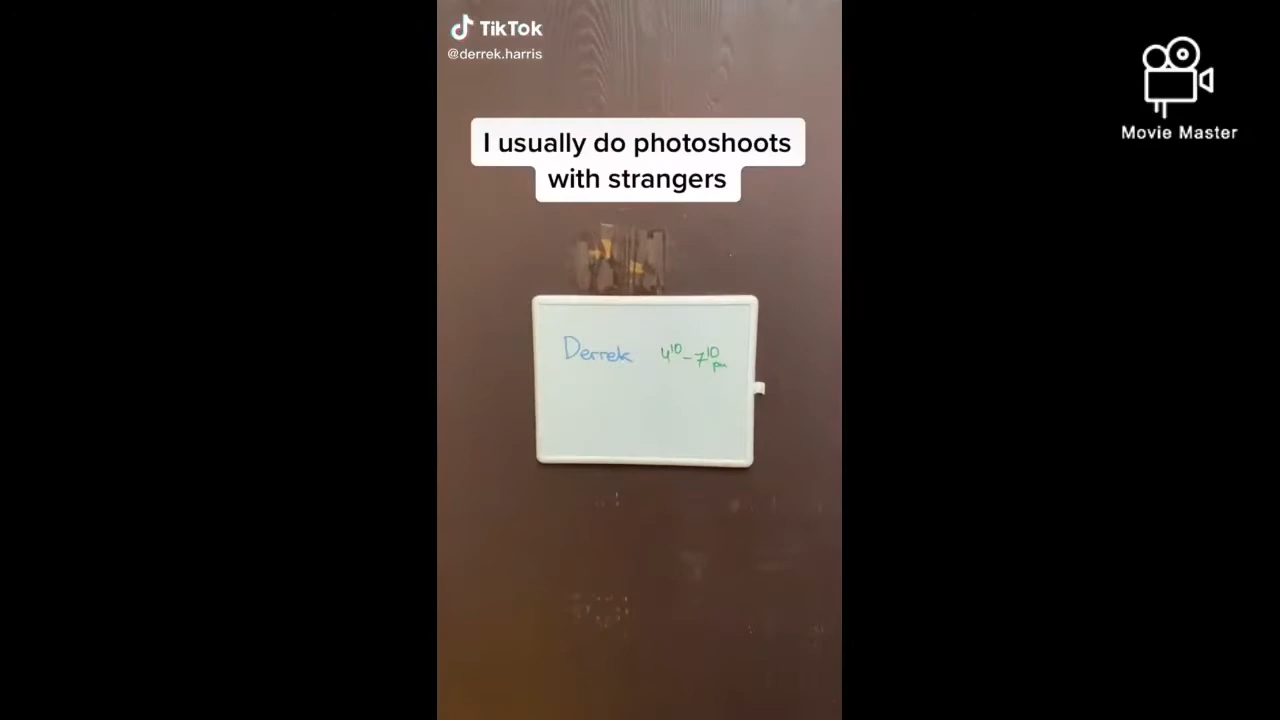 TikTok
@derrek.harris
Movie Master
I usually do photoshoots
with strangers
Derrek 4¹⁰-7¹⁰ pm